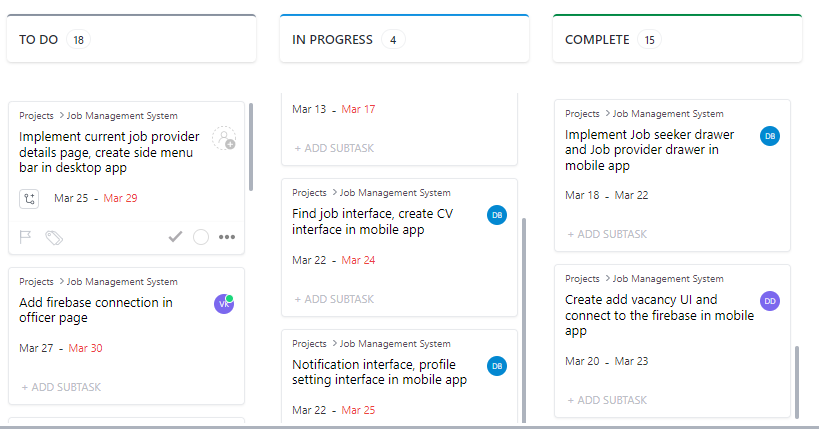 TO DO 18
Projects > Job Management System
Implement current job provider
details page, create side menu
bar in desktop app
Mar 25 - Mar 29
Projects > Job Management System
Add firebase connection in
officer page
VK
Mar 27 - Mar 30
+ ADD SUBTASK
IN PROGRESS 4
Mar 13 - Mar 17
+ ADD SUBTASK
Projects > Job Management System
Find job interface, create CV
interface in mobile app
DB
Mar 22 - Mar 24
+ ADD SUBTASK
Projects > Job Management System
Notification interface, profile
setting interface in mobile app
DB
Mar 22 - Mar 25
COMPLETE 15
Projects > Job Management System
Implement Job seeker drawer
and Job provider drawer in
mobile app
DB
Mar 18 - Mar 22
+ ADD SUBTASK
Projects > Job Management System
Create add vacancy UI and
connect to the firebase in mobile
app
DD
Mar 20 - Mar 23
+ ADD SUBTASK